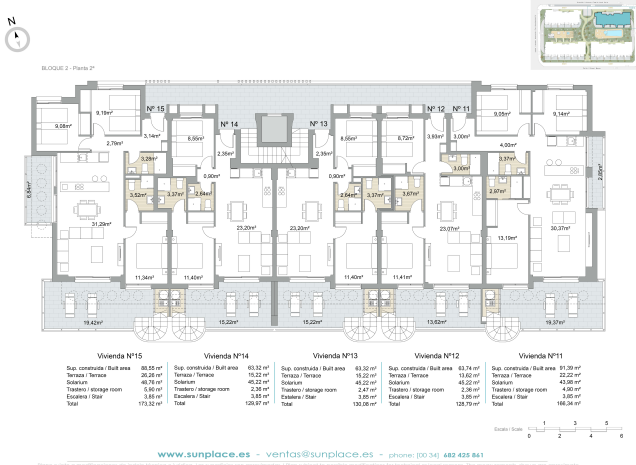 N
BLOQUE 2 - Planta 2ª
Nº 15
Nº 14
Nº 13
Nº 12
Nº 11
9,08m²
9,19m²
3,14m²
8,55m²
2,35m²
2,35m²
8,55m²
8,72m²
3,93m²
3,00m²
9,05m²
9,14m²
2,79m²
4,00m²
3,28m²
0,90m²
0,90m²
3,00m²
3,37m²
3,52m²
3,37m²
2,64m²
2,64m²
3,37m²
3,67m²
2,97m²
6,84m²
2,85m²
31,29m²
23,20m²
23,20m²
23,07m²
13,19m²
30,37m²
11,34m²
11,40m²
11,40m²
11,41m²
19,42m²
15,22m²
15,22m²
13,62m²
19,37m²
Vivienda Nº15
Sup. construida / Built area 88,55 m²
Terraza / Terrace 26,26 m²
Solarium 48,76 m²
Trastero / storage room 5,90 m²
Escalera / Stair 3,85 m²
Total 173,32 m²
Vivienda Nº14
Sup. construida / Built area 63,32 m²
Terraza / Terrace 15,22 m²
Solarium 45,22 m²
Trastero / storage room 2,36 m²
Escalera / Stair 3,85 m²
Total 129,97 m²
Vivienda Nº13
Sup. construida / Built area 63,32 m²
Terraza / Terrace 15,22 m²
Solarium 45,22 m²
Trastero / storage room 2,47 m²
Escalera / Stair 3,85 m²
Total 130,08 m²
Vivienda Nº12
Sup. construida / Built area 63,74 m²
Terraza / Terrace 13,62 m²
Solarium 45,22 m²
Trastero / storage room 2,36 m²
Escalera / Stair 3,85 m²
Total 128,79 m²
Vivienda Nº11
Sup. construida / Built area 91,39 m²
Terraza / Terrace 22,22 m²
Solarium 43,98 m²
Trastero / storage room 4,90 m²
Escalera / Stair 3,85 m²
Total 166,34 m²
Escala / Scale
1 3 5
0 2 4 6
www.sunplace.es - ventas@sunplace.es - phone: [00 34] 682 425 861